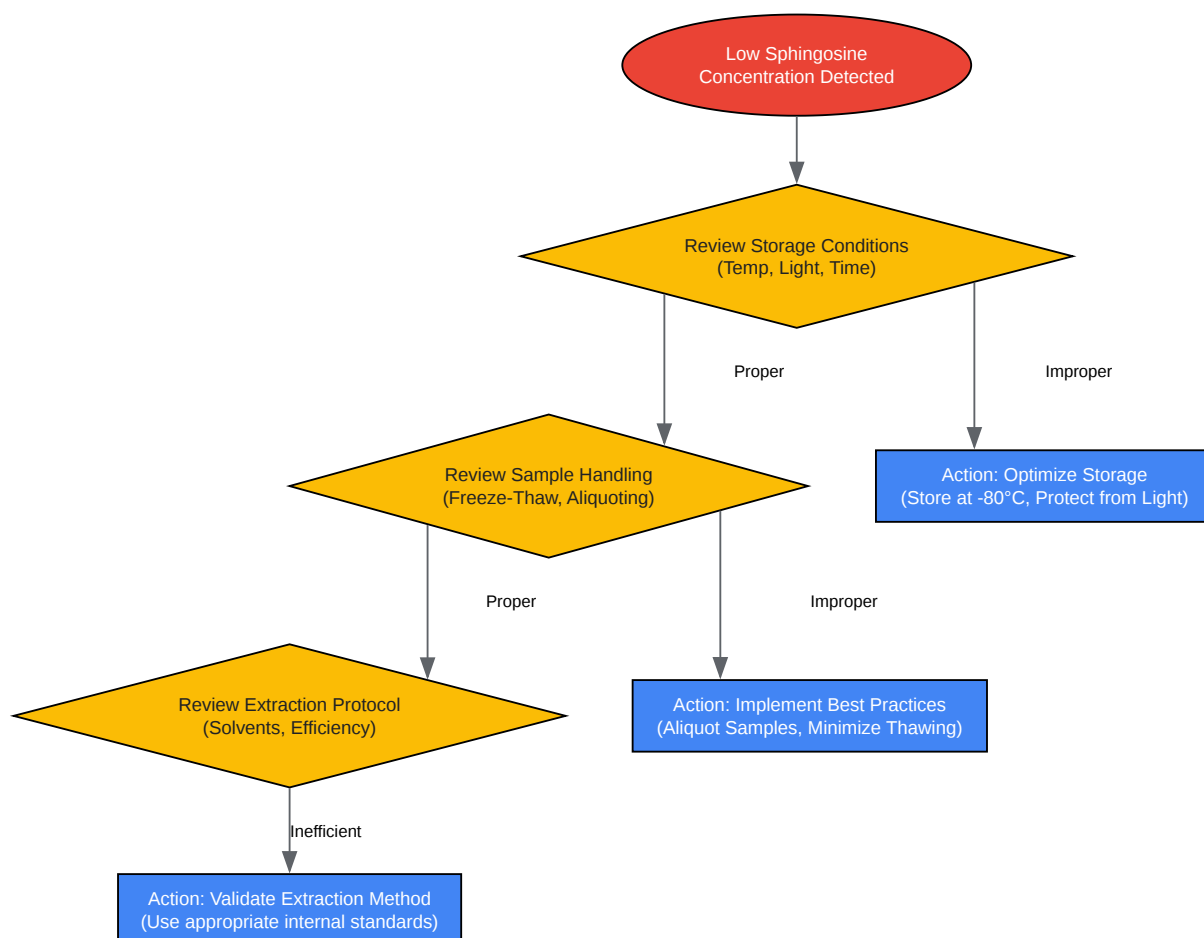 Low Sphingosine
Concentration Detected
Review Storage Conditions
(Temp, Light, Time)
Proper
Improper
Review Sample Handling
(Freeze-Thaw, Aliquoting)
Action: Optimize Storage
(Store at -80°C, Protect from Light)
Proper
Improper
Review Extraction Protocol
(Solvents, Efficiency)
Action: Implement Best Practices
(Aliquot Samples, Minimize Thawing)
Inefficient
Action: Validate Extraction Method
(Use appropriate internal standards)